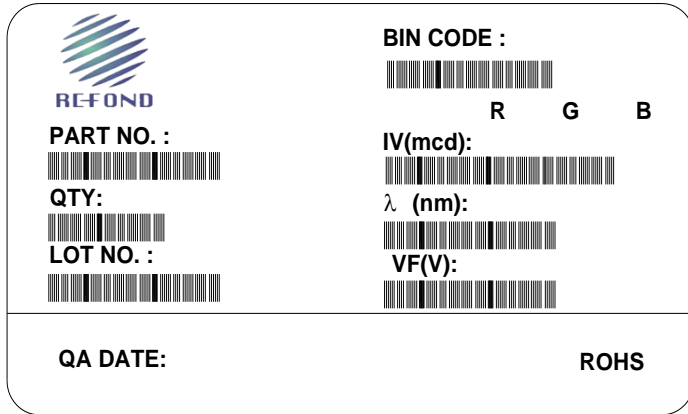 REFOND
BIN CODE :
R G B
PART NO. :
IV(mcd):
QTY:
λ (nm):
LOT NO. :
VF(V):
QA DATE:
ROHS